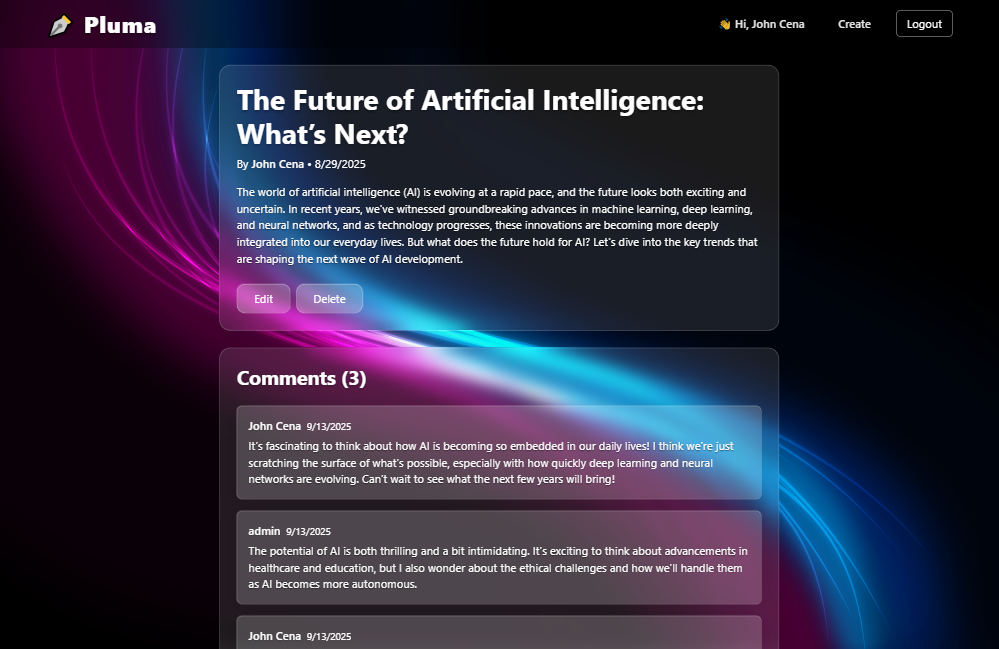 Pluma
👋 Hi, John Cena
Create
Logout
The Future of Artificial Intelligence:
What’s Next?
By John Cena • 8/29/2025
The world of artificial intelligence (AI) is evolving at a rapid pace, and the future looks both exciting and
uncertain. In recent years, we've witnessed groundbreaking advances in machine learning, deep learning,
and neural networks, and as technology progresses, these innovations are becoming more deeply
integrated into our everyday lives. But what does the future hold for AI? Let's dive into the key trends that
are shaping the next wave of AI development.
Edit
Delete
Comments (3)
John Cena 9/13/2025
It's fascinating to think about how AI is becoming so embedded in our daily lives! I think we're just
scratching the surface of what's possible, especially with how quickly deep learning and neural
networks are evolving. Can't wait to see what the next few years will bring!
admin 9/13/2025
The potential of AI is both thrilling and a bit intimidating. It's exciting to think about advancements in
healthcare and education, but I also wonder about the ethical challenges and how we'll handle them
as AI becomes more autonomous.
John Cena 9/13/2025